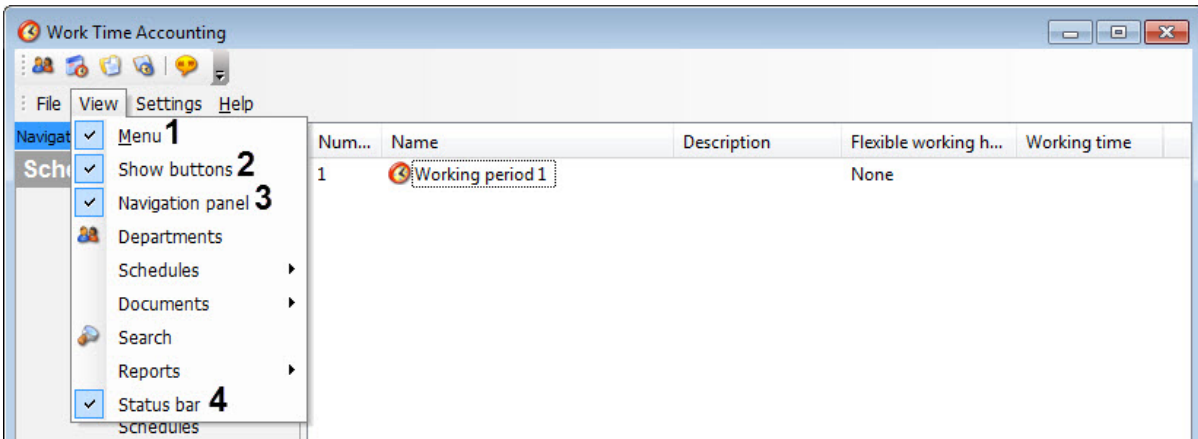 Work Time Accounting
File View Settings Help
Navigat
Menu 1
Num... Name Description Flexible working h... Working time
Sch
Show buttons 2
1 Working period 1 None
Navigation panel 3
Departments
Schedules
Documents
Search
Reports
Status bar 4
Schedules